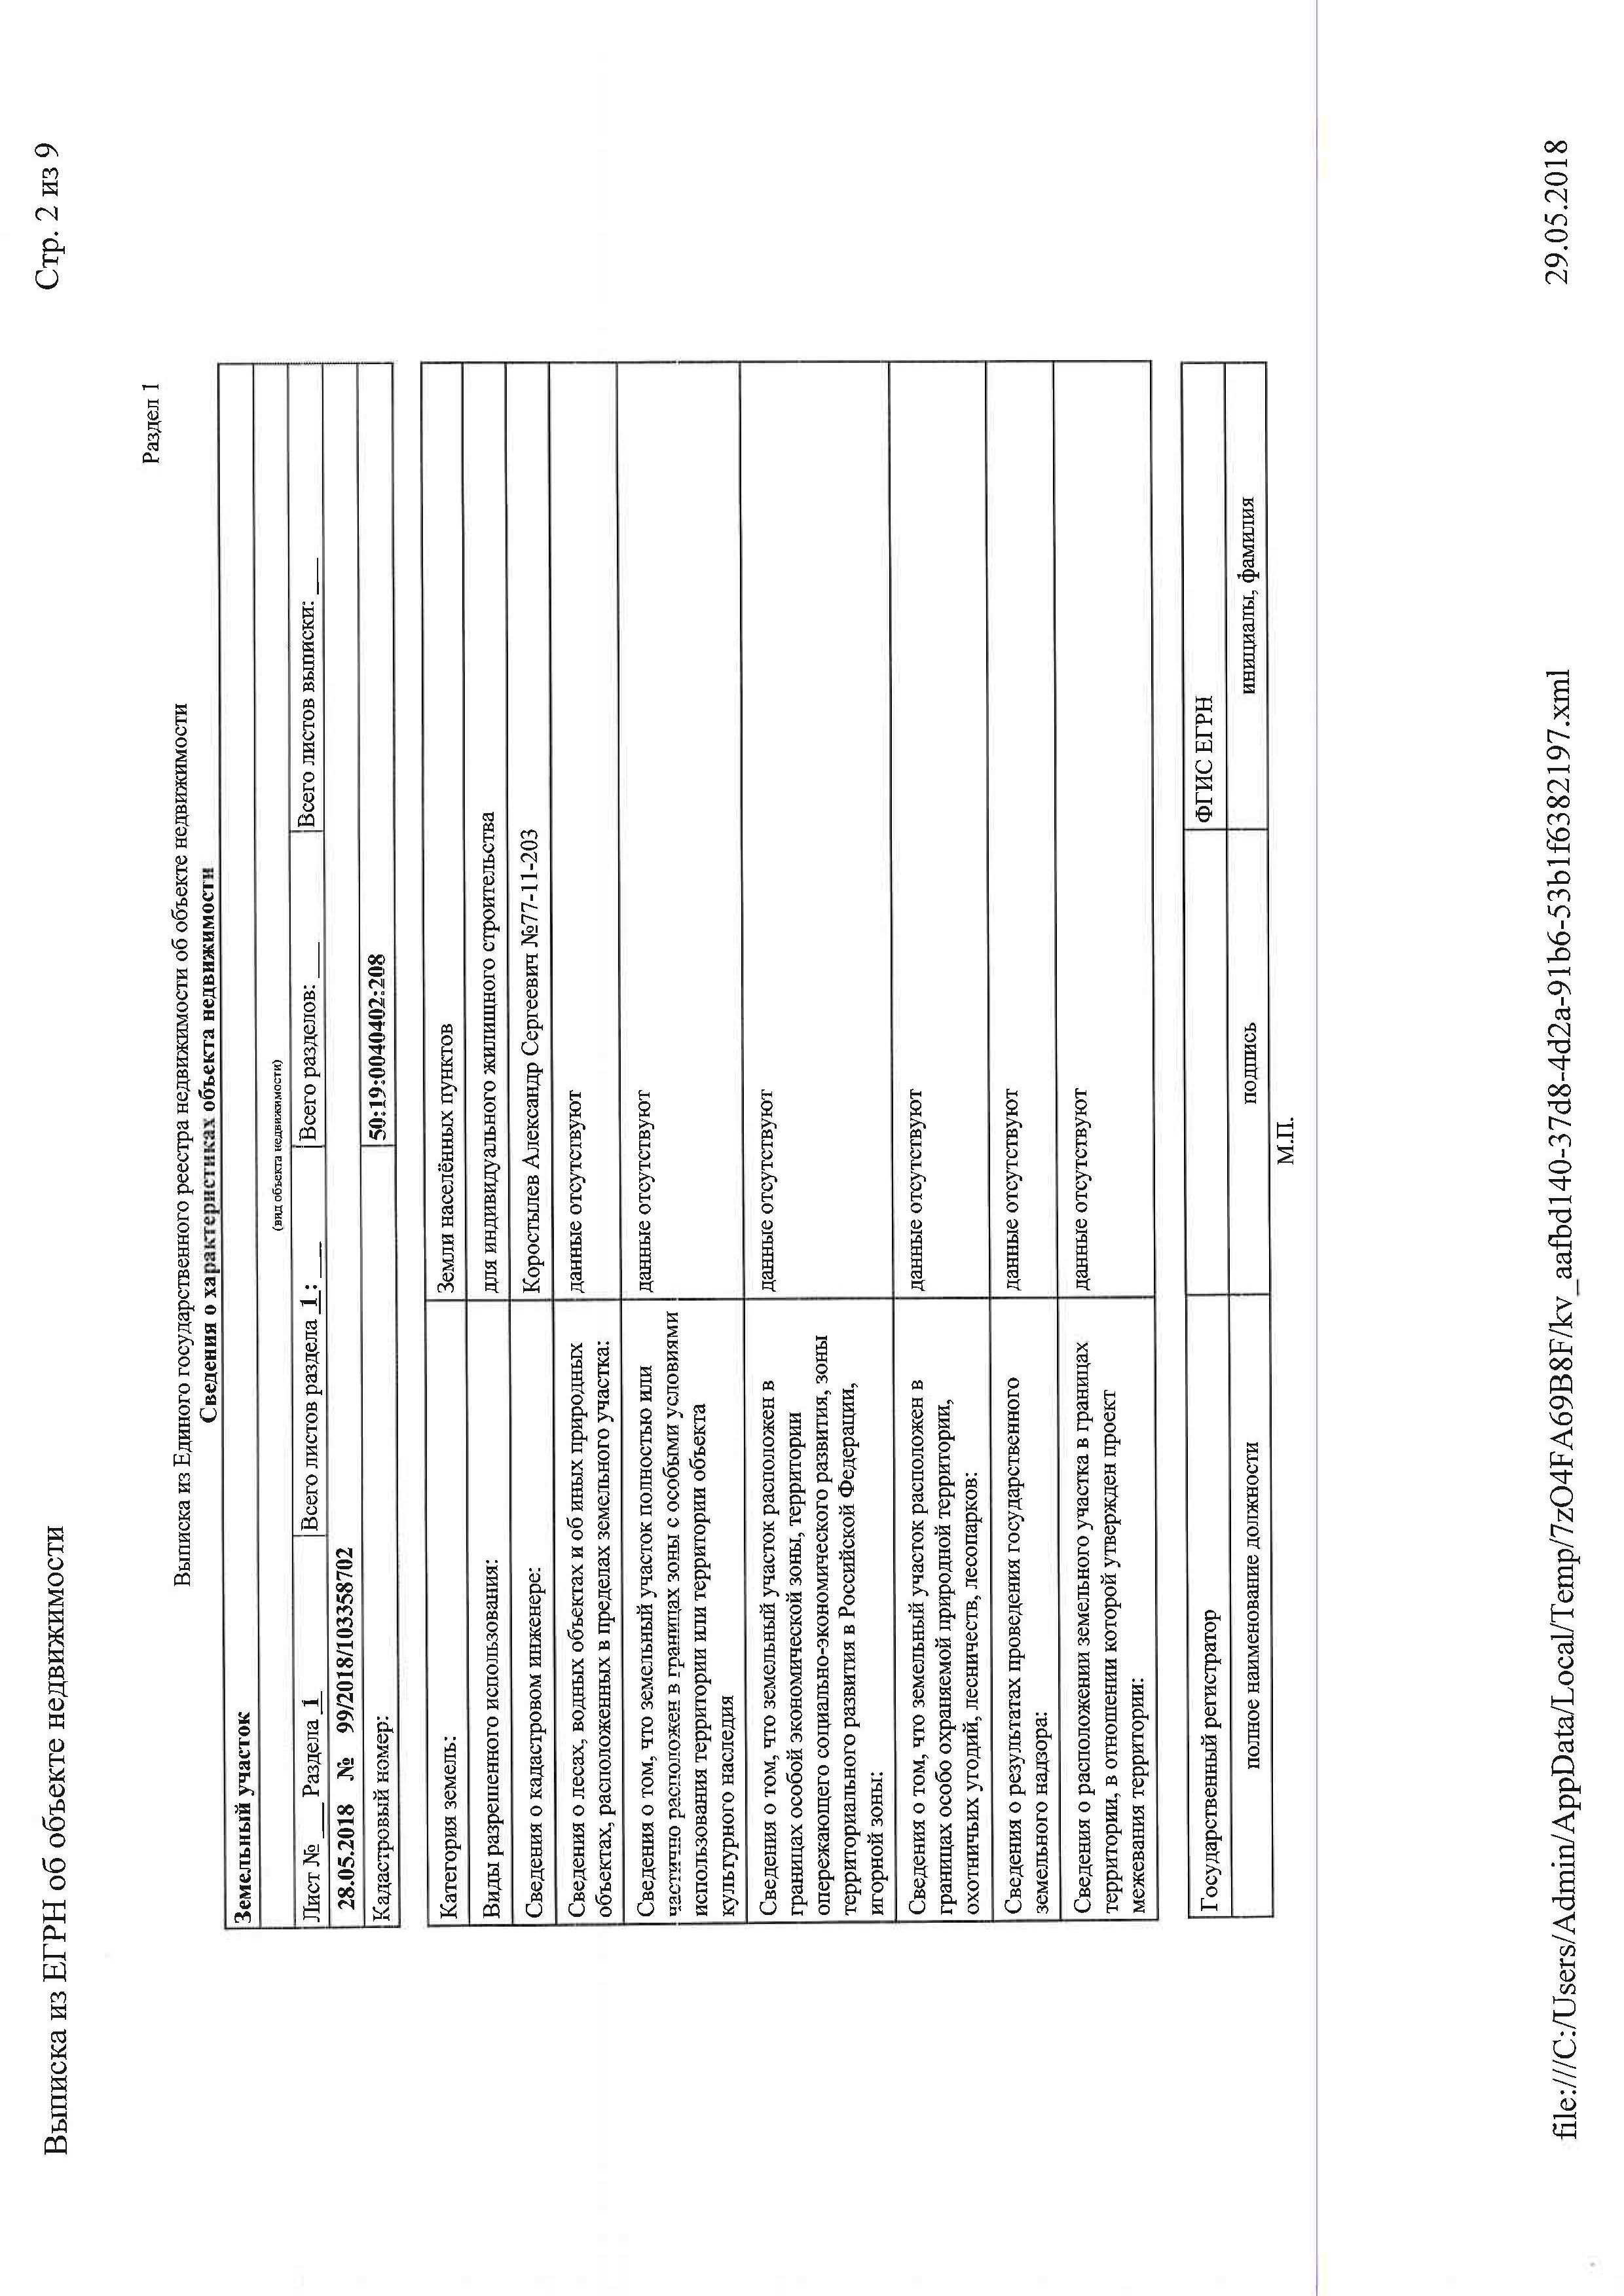 Выписка из ЕГРН об объекте недвижимости Стр. 2 из 9
Раздел 1
Выписка из Единого государственного реестра недвижимости об объекте недвижимости
Сведения о характеристиках объекта недвижимости
Земельный участок
(вид объекта недвижимости)
Лист № ___ Раздела 1 Всего листов раздела 1: ___ Всего разделов: ___ Всего листов выписки: ___
28.05.2018 № 99/2018/103358702
Кадастровый номер: 50:19:0040402:208
Категория земель: Земли населённых пунктов
Виды разрешенного использования: для индивидуального жилищного строительства
Сведения о кадастровом инженере: Коростылев Александр Сергеевич №77-11-203
Сведения о лесах, водных объектах и об иных природных данные отсутствуют
объектах, расположенных в пределах земельного участка:
Сведения о том, что земельный участок полностью или данные отсутствуют
частично расположен в границах зоны с особыми условиями
использования территории или территории объекта
культурного наследия
Сведения о том, что земельный участок расположен в данные отсутствуют
границах особой экономической зоны, территории
опережающего социально-экономического развития, зоны
территориального развития в Российской Федерации,
игорной зоны:
Сведения о том, что земельный участок расположен в данные отсутствуют
границах особо охраняемой природной территории,
охотничьих угодий, лесничеств, лесопарков:
Сведения о результатах проведения государственного данные отсутствуют
земельного надзора:
Сведения о расположении земельного участка в границах данные отсутствуют
территории, в отношении которой утвержден проект
межевания территории:
Государственный регистратор ФГИС ЕГРН
полное наименование должности подпись инициалы, фамилия
М.П.
file:///C:/Users/Admin/AppData/Local/Temp/7zO4FA69B8F/kv_aafbd140-37d8-4d2a-91b6-53b1f6382197.xml 29.05.2018